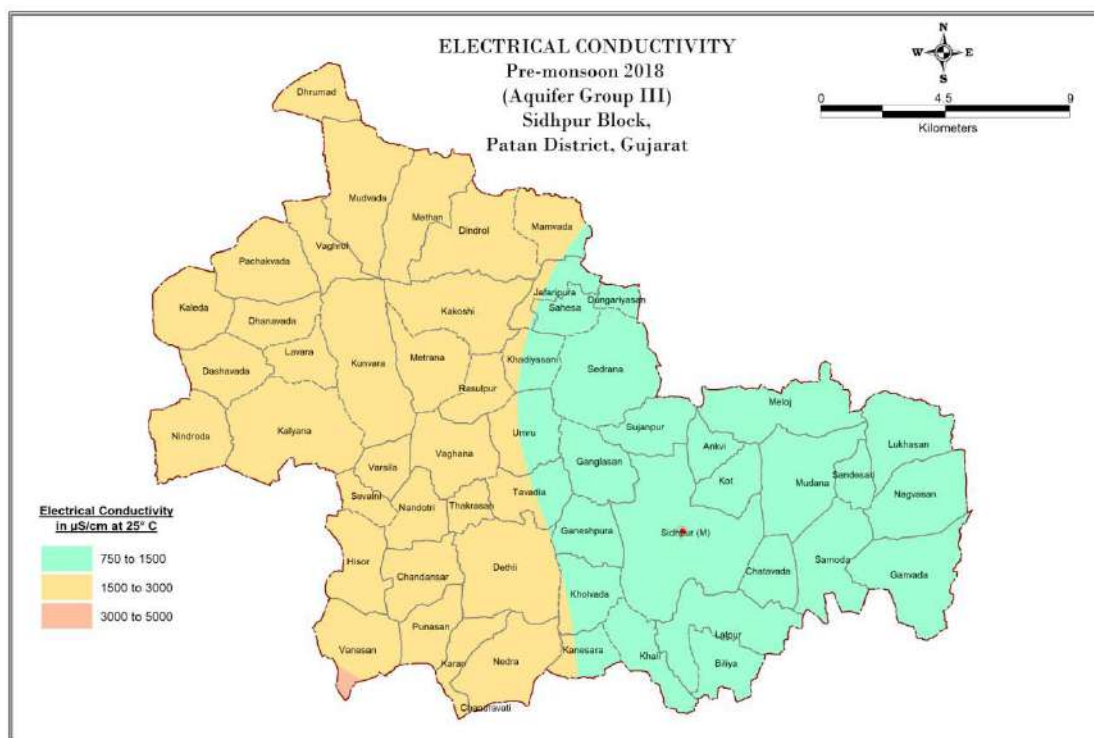 ELECTRICAL CONDUCTIVITY
Pre-monsoon 2018
(Aquifer Group III)
Sidhpur Block,
Patan District, Gujarat
N
W E
S
0 4.5 9
Kilometers
Dhrumad
Mudvada
Methan
Dindrol
Mamvada
Vaghrol
Pachakvada
Kaleda
Dhanavada
Lavara
Dashavada
Kunvara
Kakoshi
Metrana
Rasulpur
Jafaripura
Sahesa
Dungariyasan
Khadiyasan
Sedrana
Nindroda
Kalyana
Varsila
Vaghana
Umru
Sujanpur
Ganglasan
Ankvi
Kot
Meloj
Lukhasan
Mudana
Sandesari
Nagvasan
Sevalni
Nandotri
Thakrasan
Tavadia
Ganeshpura
Sidhpur (M)
Chatavada
Samoda
Ganvada
Hisor
Chandansar
Dethli
Kholvada
Punasan
Vanasan
Karan
Nedra
Kanesara
Khali
Lalpur
Biliya
Chandravati
Electrical Conductivity
in µS/cm at 25° C
750 to 1500
1500 to 3000
3000 to 5000